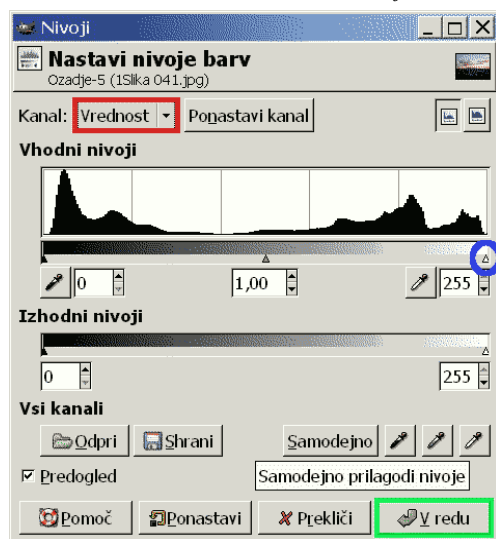 Nivoji
Nastavi nivoje barv
Ozadje-5 (1Slika 041.jpg)
Kanal: Vrednost Ponastavi kanal
Vhodni nivoji
0 1,00 255
Izhodni nivoji
0 255
Vsi kanali
Odpri Shrani Samodejno
Predogled Samodejno prilagodi nivoje
Pomoč Ponastavi Prekliči V redu